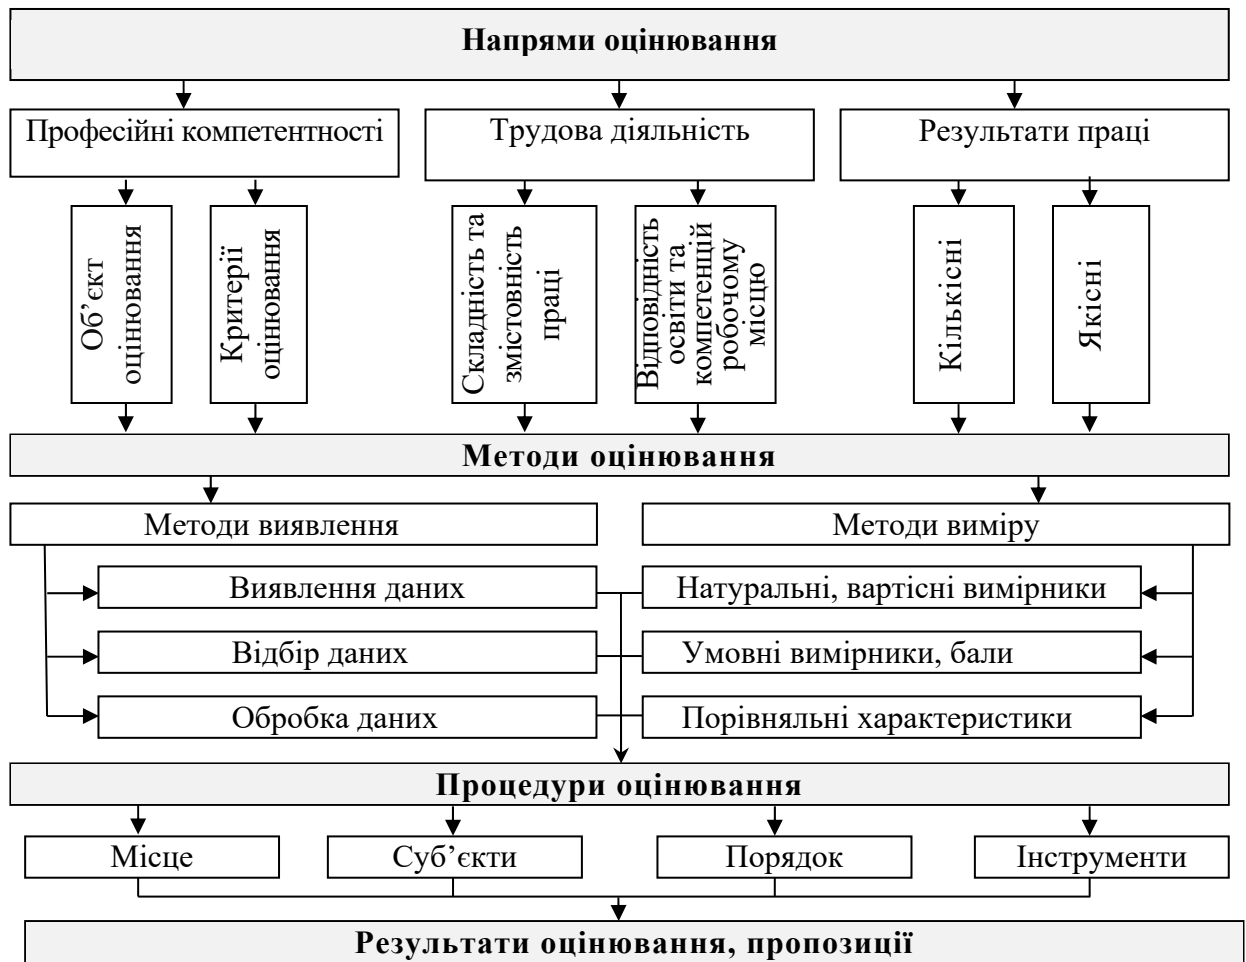 Напрями оцінювання
Професійні компетентності
Трудова діяльність
Результати праці
Об’єкт
оцінювання
Критерії
оцінювання
Складність та
змістовність
праці
Відповідність
освіти та
компетенцій
робочому
місцю
Кількісні
Якісні
Методи оцінювання
Методи виявлення
Методи виміру
Виявлення даних
Натуральні, вартісні вимірники
Відбір даних
Умовні вимірники, бали
Обробка даних
Порівняльні характеристики
Процедури оцінювання
Місце
Суб’єкти
Порядок
Інструменти
Результати оцінювання, пропозиції